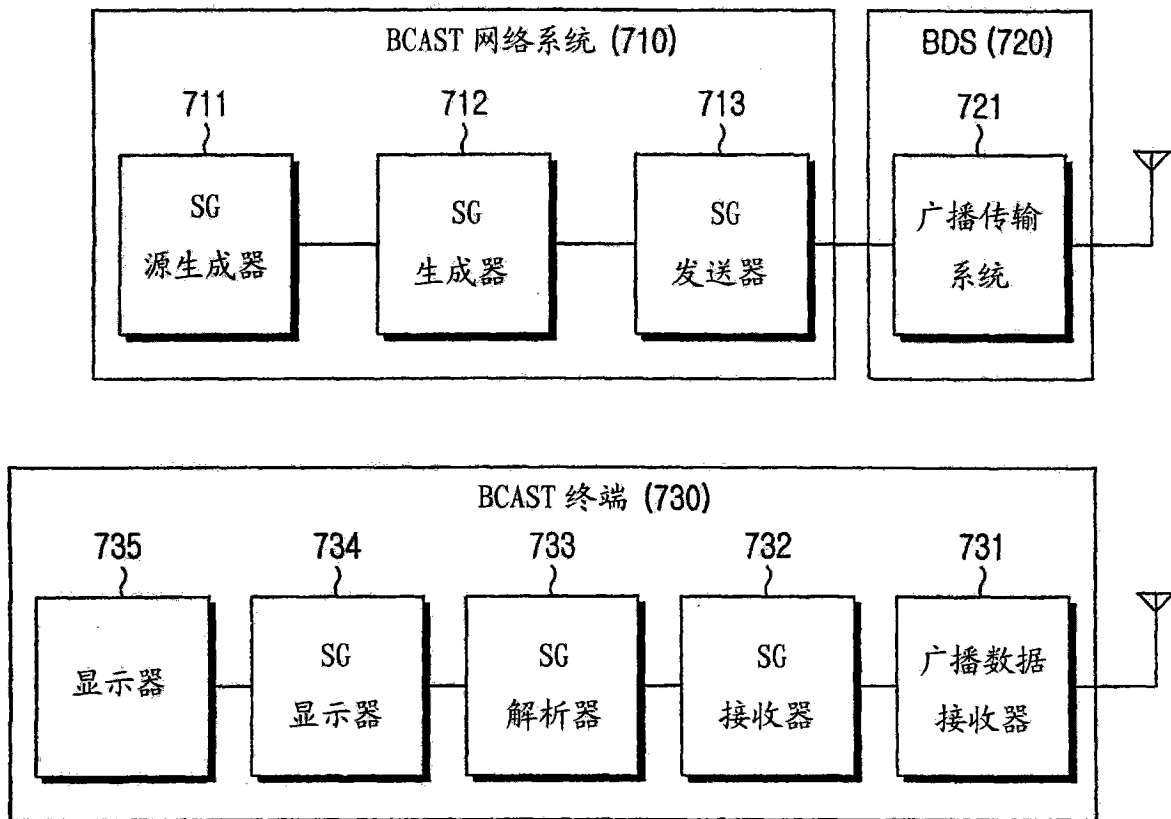 BCAST 网络系统 (710)
BDS (720)
711
712
713
721
SG
源生成器
SG
生成器
SG
发送器
广播传输
系统
BCAST 终端 (730)
735
734
733
732
731
显示器
SG
显示器
SG
解析器
SG
接收器
广播数据
接收器